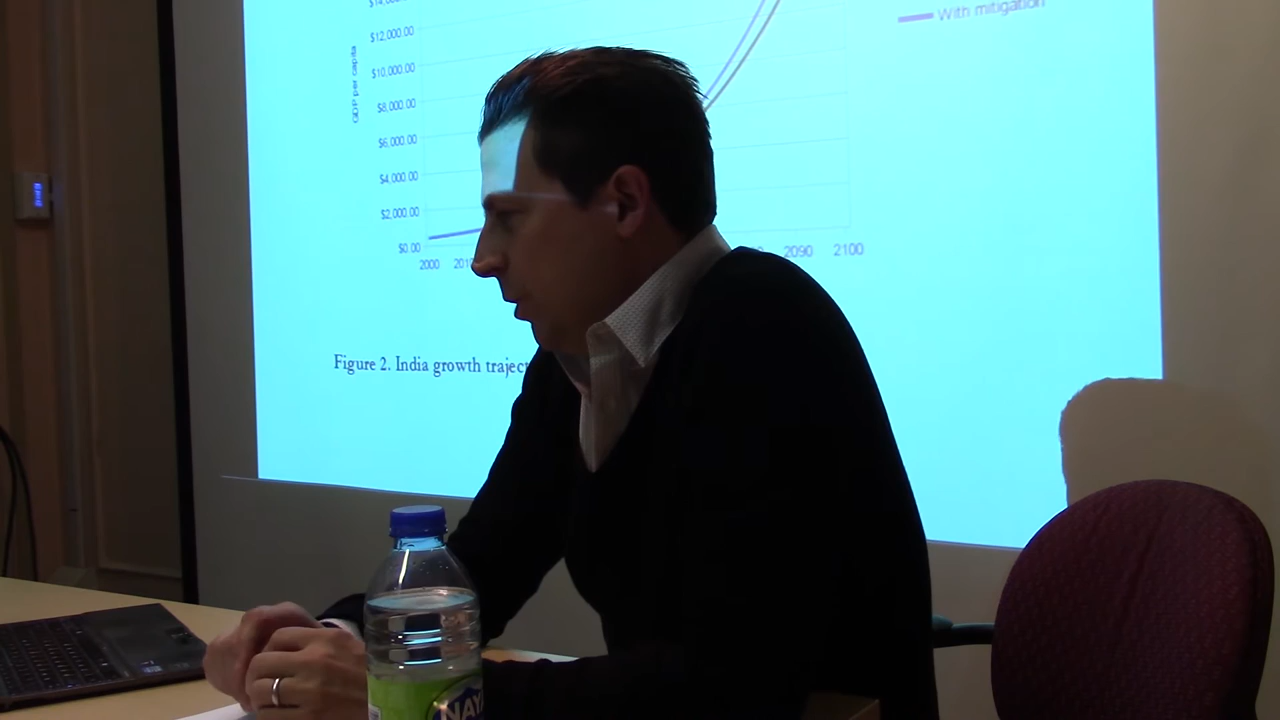 With mitigation
$12,000.00
$10,000.00
$8,000.00
$6,000.00
$4,000.00
$2,000.00
$0.00
GDP per capita
2000
2090 2100
Figure 2. India growth
NAY